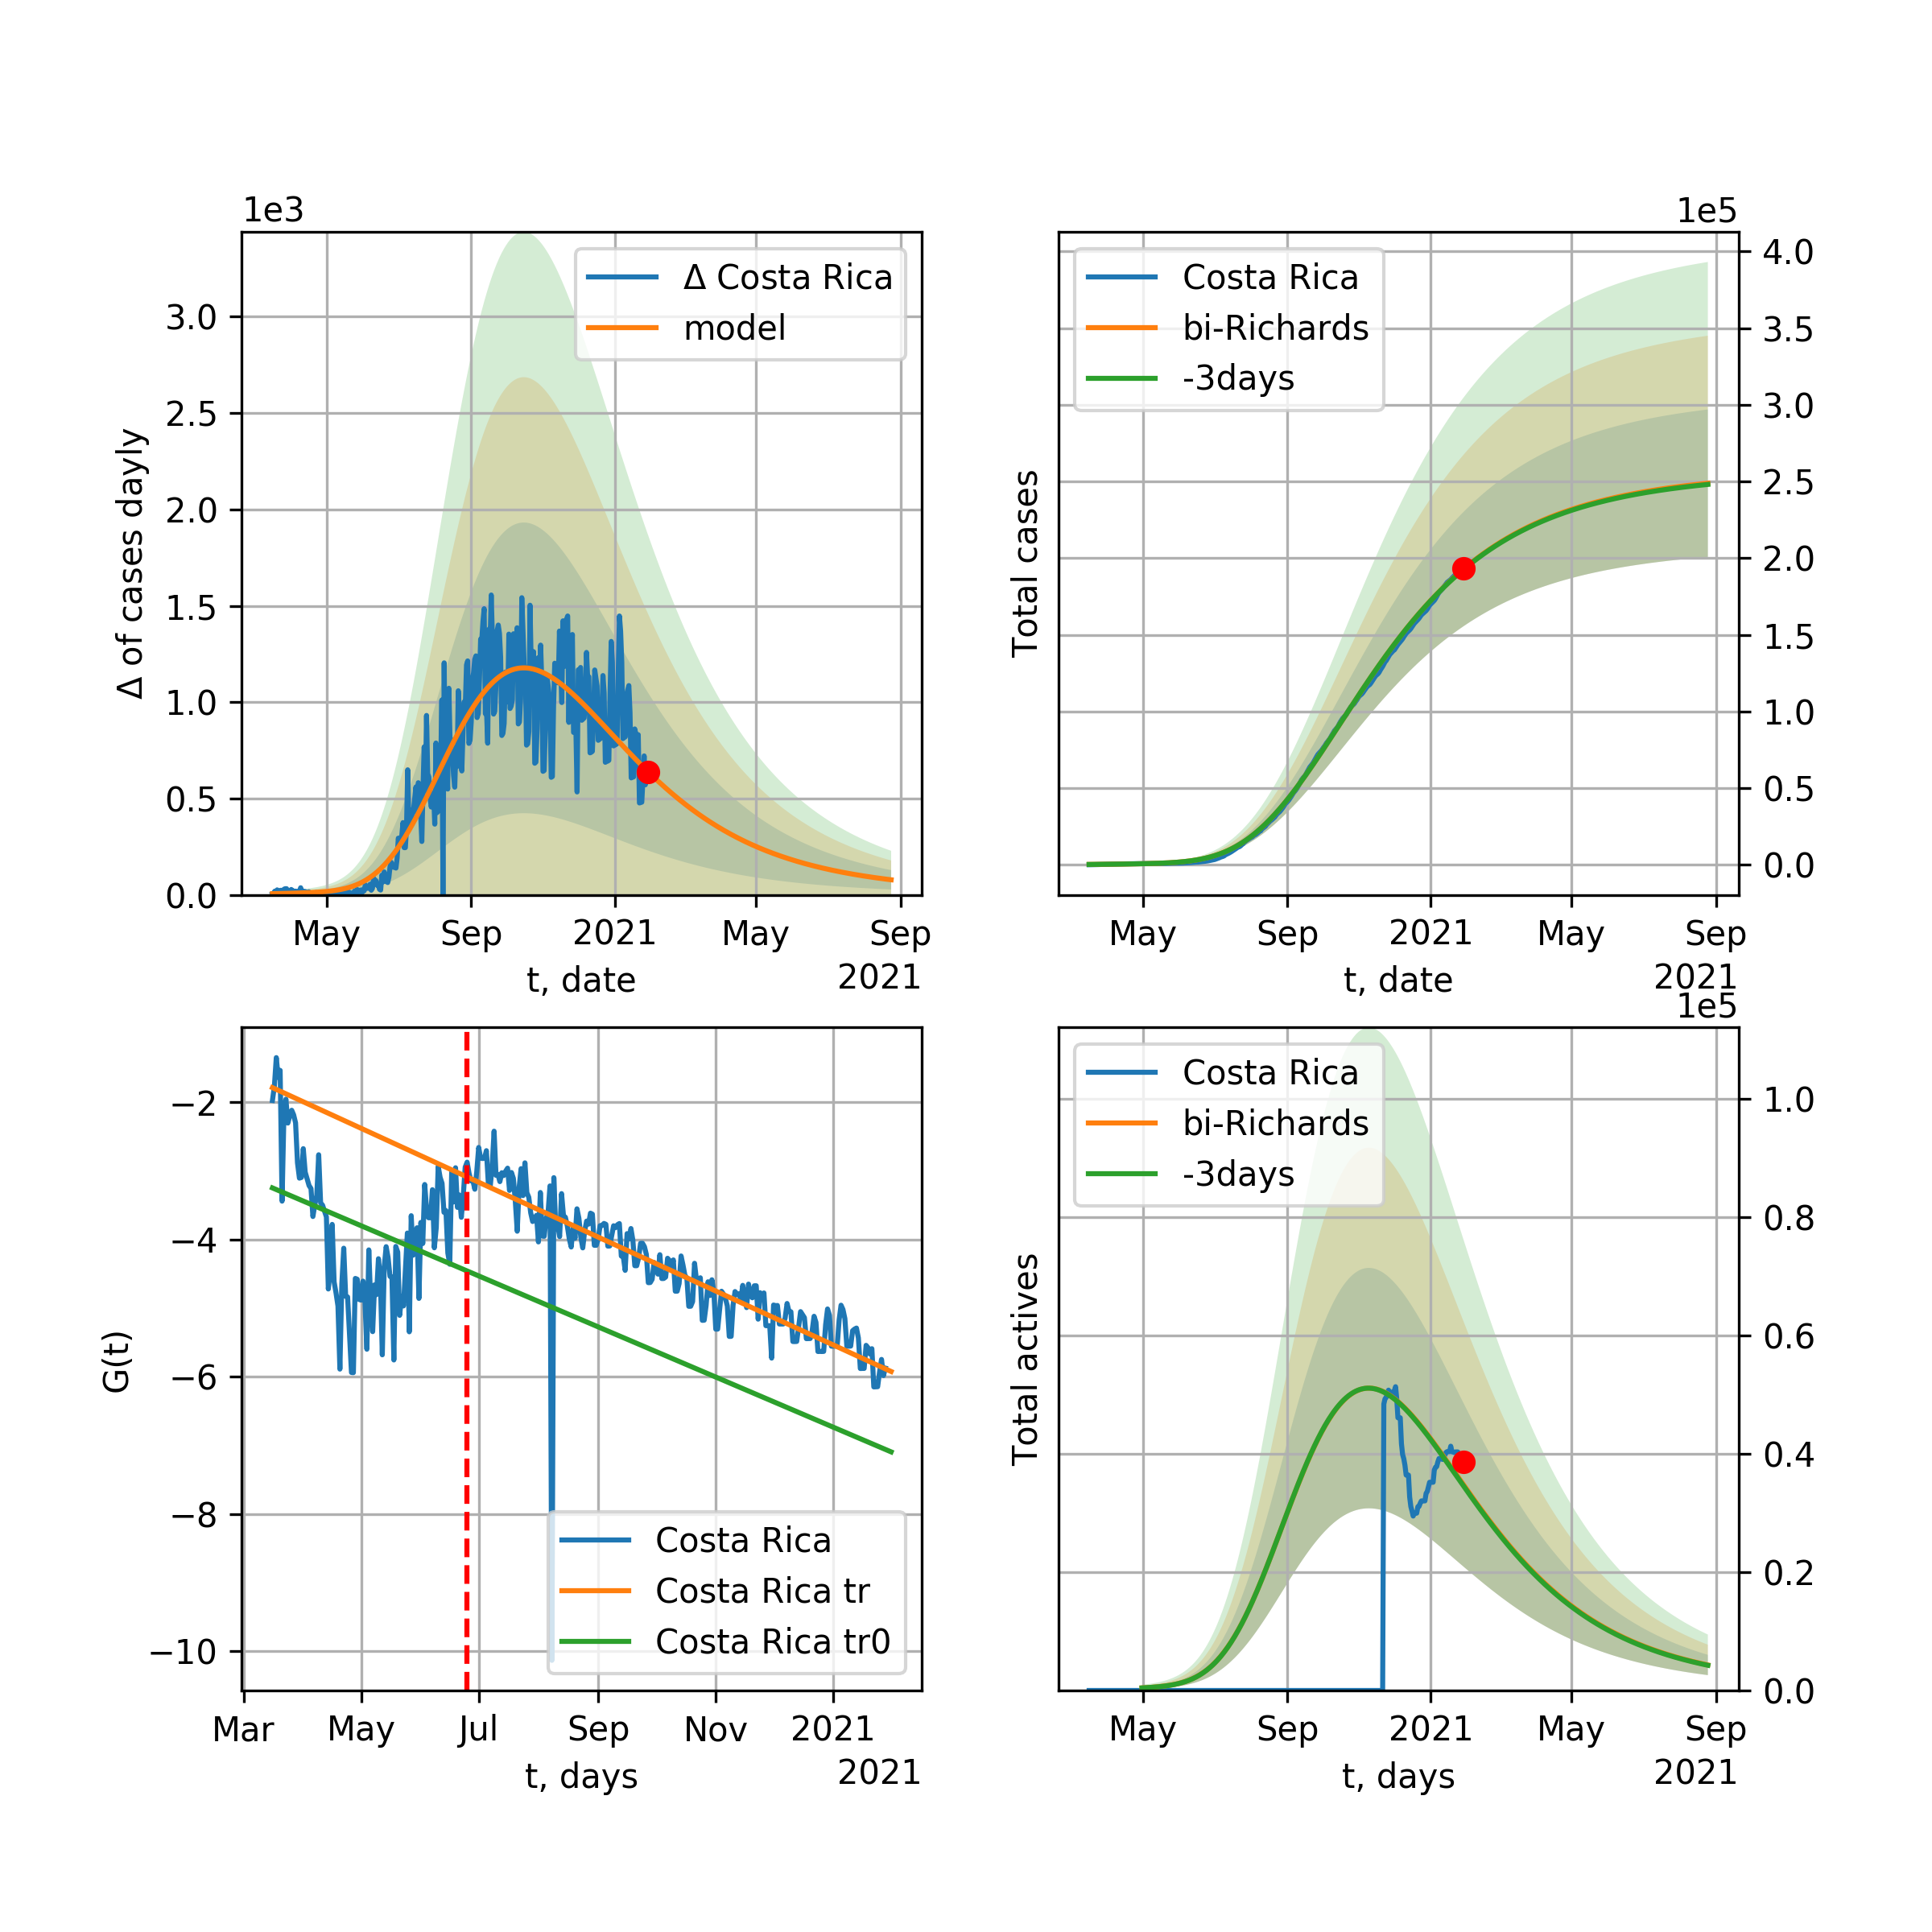 1e3
Δ Costa Rica
model
3.0
2.5
2.0
1.5
1.0
0.5
0.0
Δ of cases dayly
May
Sep
2021
May
Sep
t, date
2021
1e5
Costa Rica
bi-Richards
-3days
4.0
3.5
3.0
2.5
2.0
1.5
1.0
0.5
0.0
Total cases
May
Sep
2021
May
Sep
t, date
2021
−2
−4
−6
−8
−10
G(t)
Costa Rica
Costa Rica tr
Costa Rica tr0
Mar
May
Jul
Sep
Nov
2021
t, days
2021
1e5
Costa Rica
bi-Richards
-3days
1.0
0.8
0.6
0.4
0.2
0.0
Total actives
May
Sep
2021
May
Sep
t, days
2021